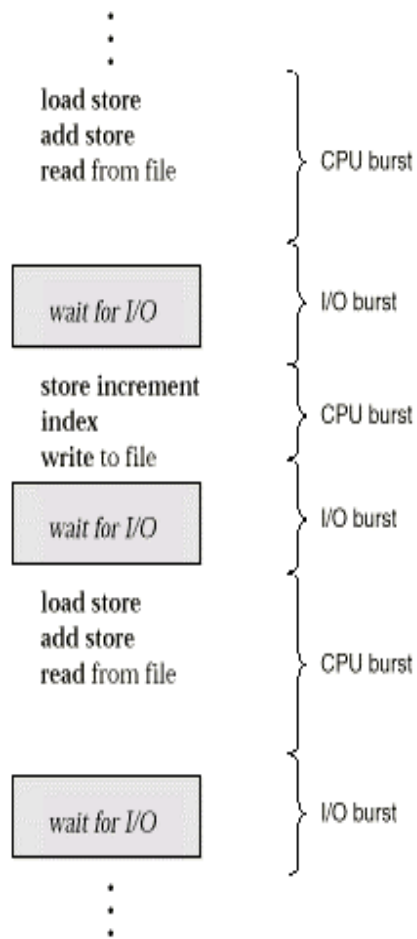 load store
add store
read from file
CPU burst
wait for I/O
I/O burst
store increment
index
write to file
CPU burst
wait for I/O
I/O burst
load store
add store
read from file
CPU burst
wait for I/O
I/O burst